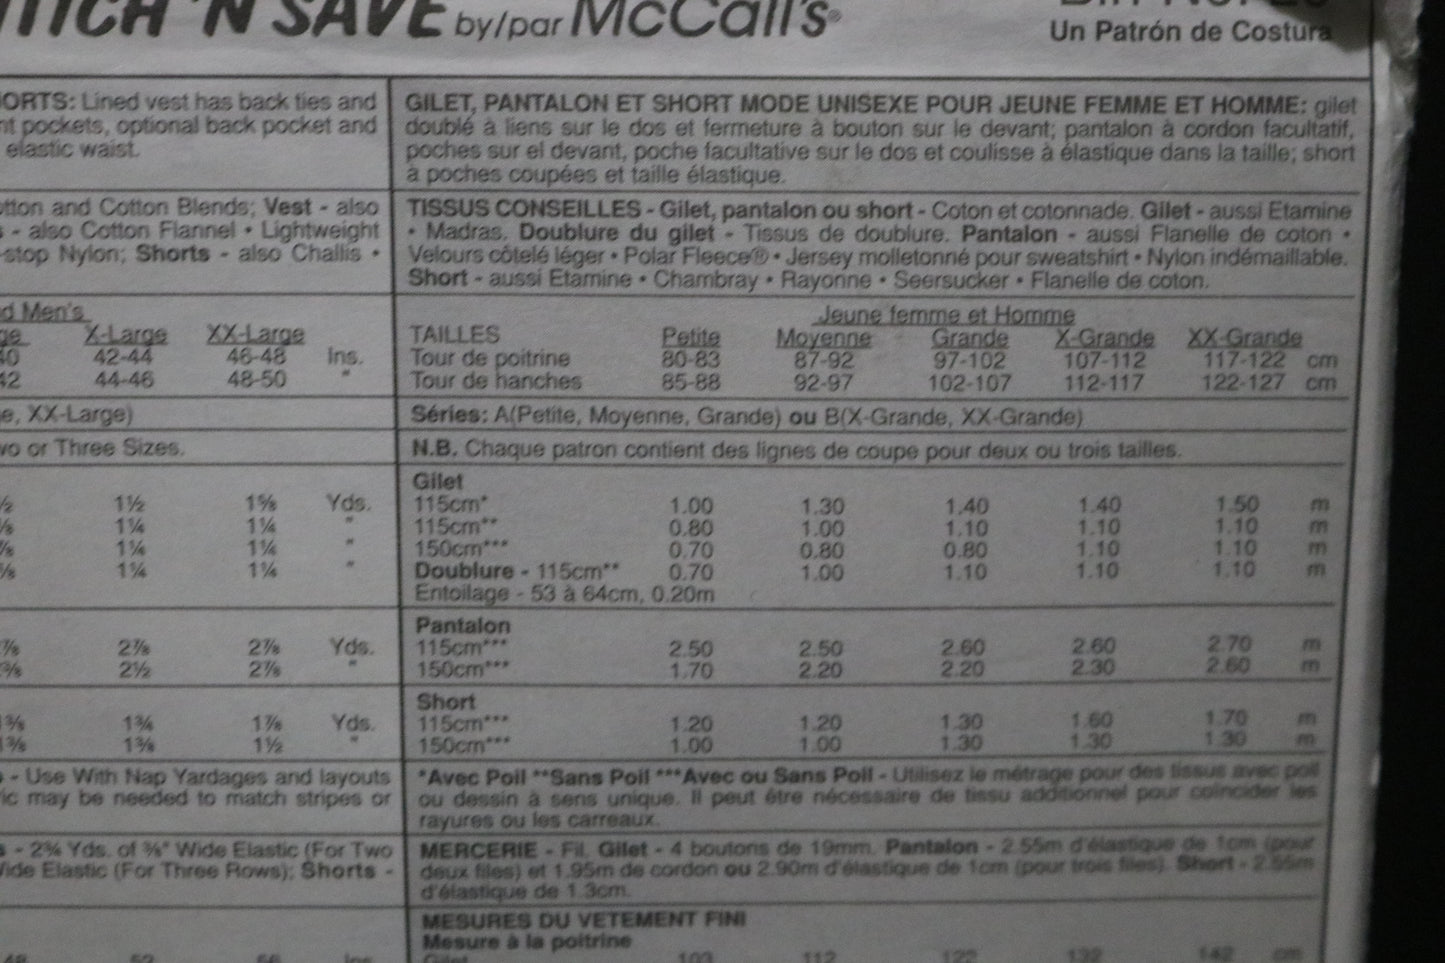 'N SAVE by/par McCall's®
Un Patrón de Costura
ORTS: Lined vest has back ties and
nt pockets, optional back pocket and
elastic waist.
GILET, PANTALON ET SHORT MODE UNISEXE POUR JEUNE FEMME ET HOMME: gilet
doublé à liens sur le dos et fermeture à bouton sur le devant; pantalon à cordon facultatif,
poches sur el devant, poche facultative sur le dos et coulisse à élastique dans la taille; short
à poches coupées et taille élastique.
otton and Cotton Blends; Vest - also
s - also Cotton Flannel • Lightweight
-stop Nylon; Shorts - also Challis •
TISSUS CONSEILLES - Gilet, pantalon ou short - Coton et cotonnade. Gilet - aussi Etamine
• Madras. Doublure du gilet - Tissus de doublure. Pantalon - aussi Flanelle de coton •
Velours côtelé léger • Polar Fleece® • Jersey molletonné pour sweatshirt • Nylon indémaillable.
Short - aussi Etamine • Chambray • Rayonne • Seersucker • Flanelle de coton.
d Men's
ge X-Large XX-Large
40 42-44 46-48 Ins.
42 44-46 48-50 "
Jeune femme et Homme
TAILLES Petite Moyenne Grande X-Grande XX-Grande
Tour de poitrine 80-83 87-92 97-102 107-112 117-122 cm
Tour de hanches 85-88 92-97 102-107 112-117 122-127 cm
e, XX-Large)
Séries: A(Petite, Moyenne, Grande) ou B(X-Grande, XX-Grande)
wo or Three Sizes.
N.B. Chaque patron contient des lignes de coupe pour deux ou trois tailles.
1½ 1⅝ Yds.
1¼ 1¼ "
1¼ 1¼ "
1¼ 1¼ "
Gilet
115cm* 1.00 1.30 1.40 1.40 1.50 m
115cm** 0.80 1.00 1.10 1.10 1.10 m
150cm*** 0.70 0.80 0.80 1.10 1.10 m
Doublure - 115cm** 0.70 1.00 1.10 1.10 1.10 m
Entoilage - 53 à 64cm, 0.20m
2⅞ 2⅞ Yds.
2½ 2⅞ "
Pantalon
115cm*** 2.50 2.50 2.60 2.60 2.70 m
150cm*** 1.70 2.20 2.20 2.30 2.60 m
1¾ 1⅞ Yds.
1⅜ 1½ "
Short
115cm*** 1.20 1.20 1.30 1.60 1.70 m
150cm*** 1.00 1.00 1.30 1.30 1.30 m
- Use With Nap Yardages and layouts
ic may be needed to match stripes or
*Avec Poil **Sans Poil ***Avec ou Sans Poil - Utilisez le métrage pour des tissus avec poil
ou dessin à sens unique. Il peut être nécessaire de tissu additionnel pour coïncider les
rayures ou les carreaux.
s - 2¾ Yds. of ⅜" Wide Elastic (For Two
Wide Elastic (For Three Rows); Shorts -
MERCERIE - Fil. Gilet - 4 boutons de 19mm. Pantalon - 2.55m d'élastique de 1cm (pour
deux files) et 1.95m de cordon ou 2.90m d'élastique de 1cm (pour trois files). Short - 2.55m
d'élastique de 1.3cm.
MESURES DU VETEMENT FINI
Mesure à la poitrine
48 52 56 Ins
Gilet 103 112 122 132 142 cm